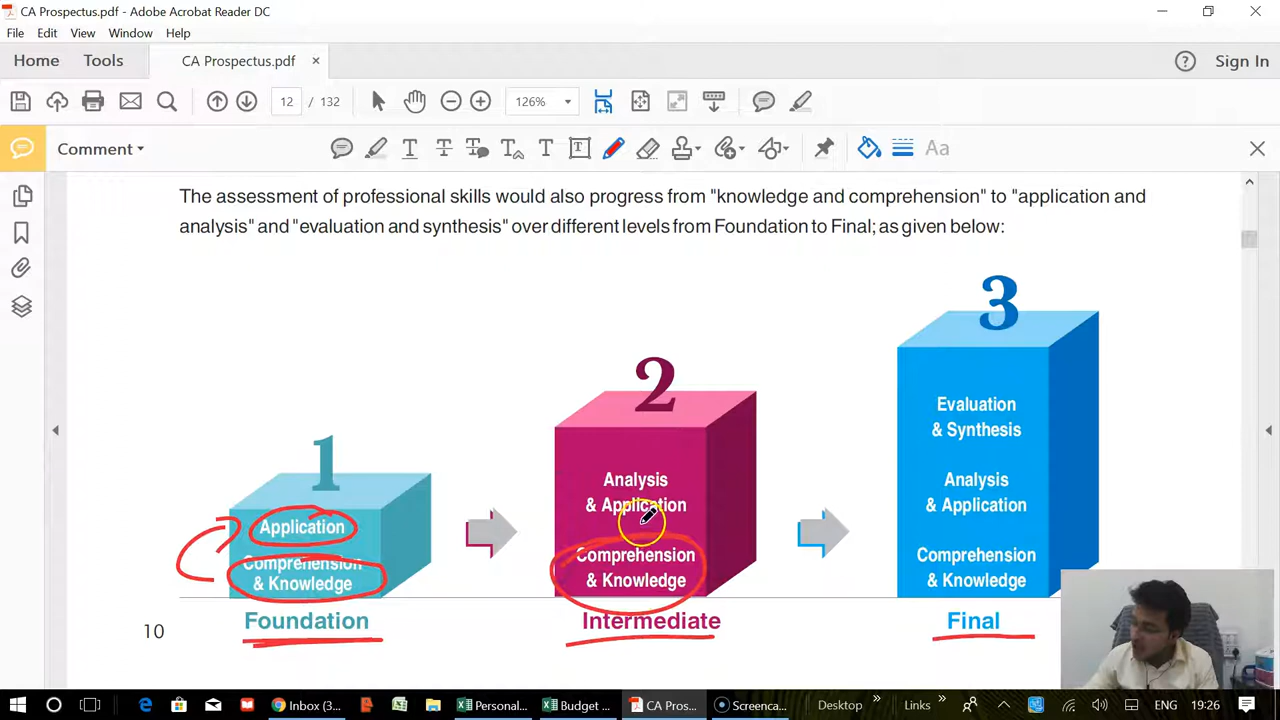 CA Prospectus.pdf - Adobe Acrobat Reader DC
File Edit View Window Help
Home Tools CA Prospectus.pdf × ? Sign In
12 / 132 126%
Comment Aa
The assessment of professional skills would also progress from "knowledge and comprehension" to "application and
analysis" and "evaluation and synthesis" over different levels from Foundation to Final; as given below:
1
Application
Comprehension
& Knowledge
Foundation
2
Analysis
& Application
Comprehension
& Knowledge
Intermediate
3
Evaluation
& Synthesis
Analysis
& Application
Comprehension
& Knowledge
Final
10
Inbox (3... Personal... Budget ... CA Pros... Screenca... Desktop » Links » ENG 19:26